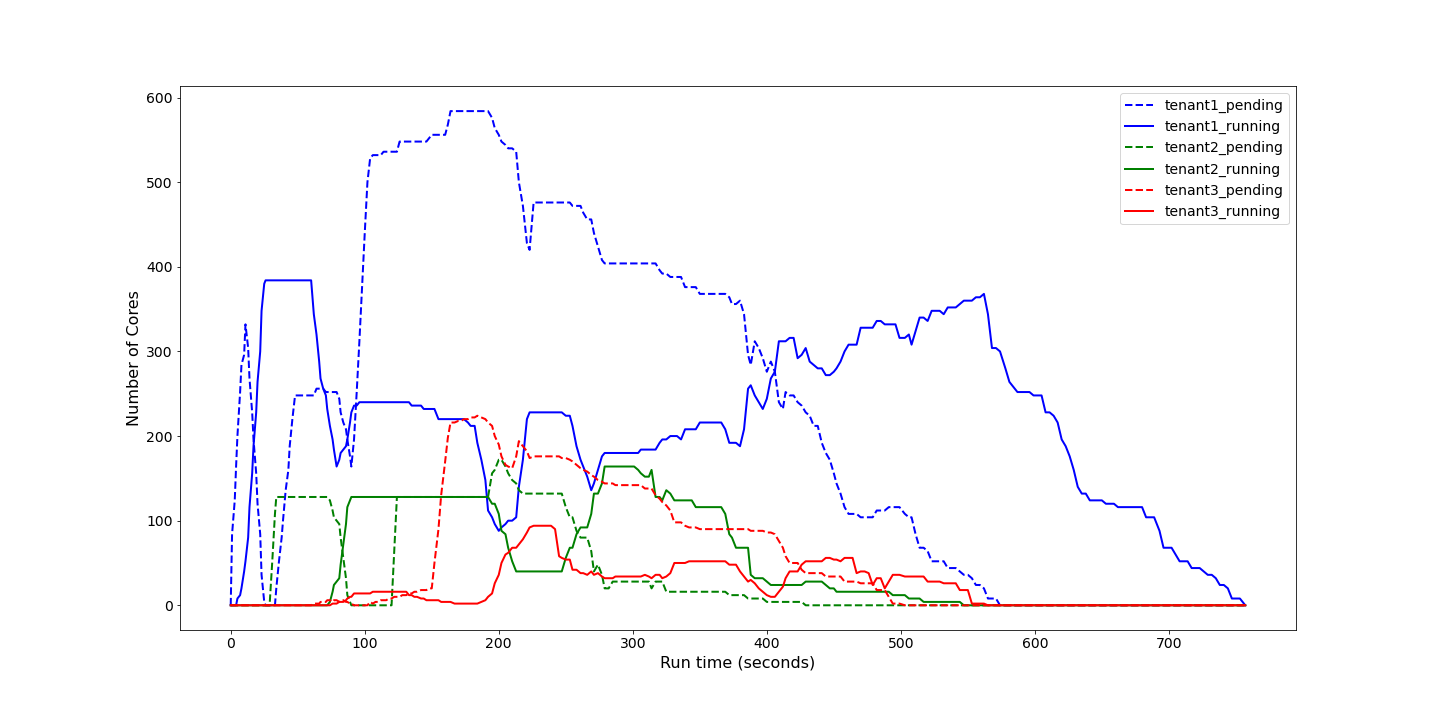 600
500
400
300
200
100
0
Number of Cores
tenant1_pending
tenant1_running
tenant2_pending
tenant2_running
tenant3_pending
tenant3_running
0 100 200 300 400 500 600 700
Run time (seconds)